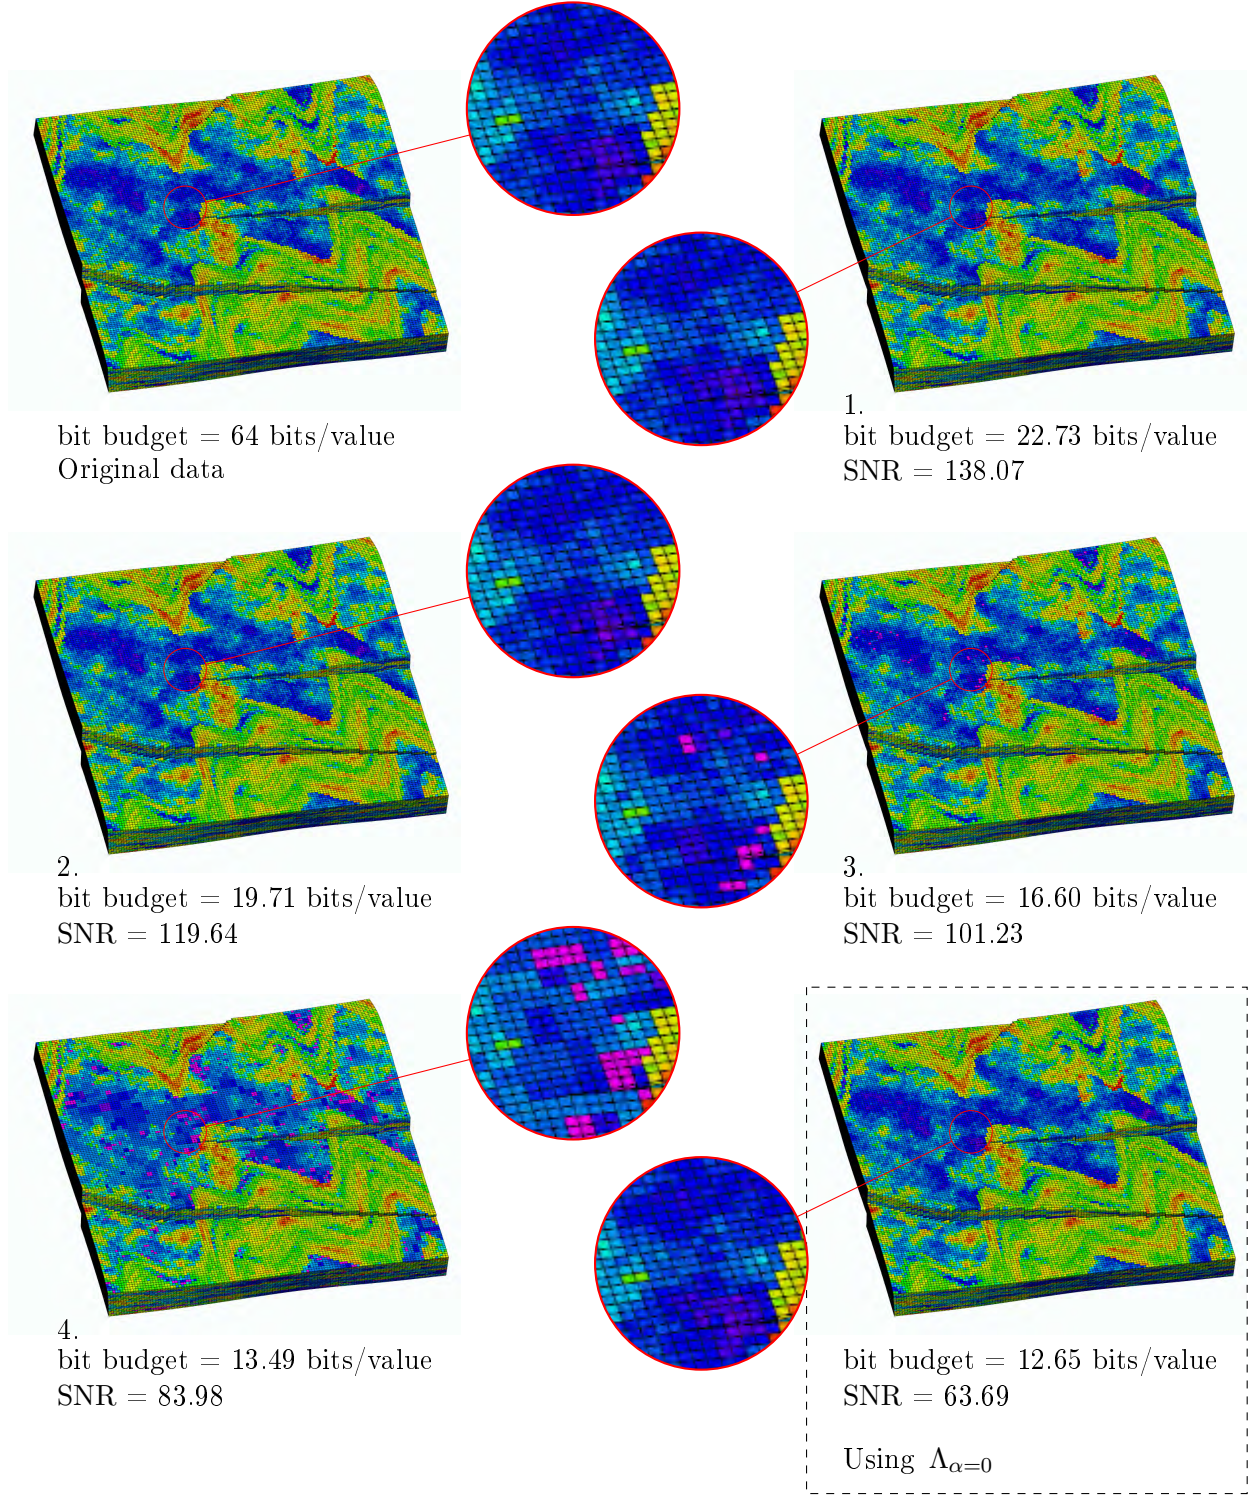 bit budget = 64 bits/value
Original data
1.
bit budget = 22.73 bits/value
SNR = 138.07
2.
bit budget = 19.71 bits/value
SNR = 119.64
3.
bit budget = 16.60 bits/value
SNR = 101.23
4.
bit budget = 13.49 bits/value
SNR = 83.98
bit budget = 12.65 bits/value
SNR = 63.69
Using Λα=0